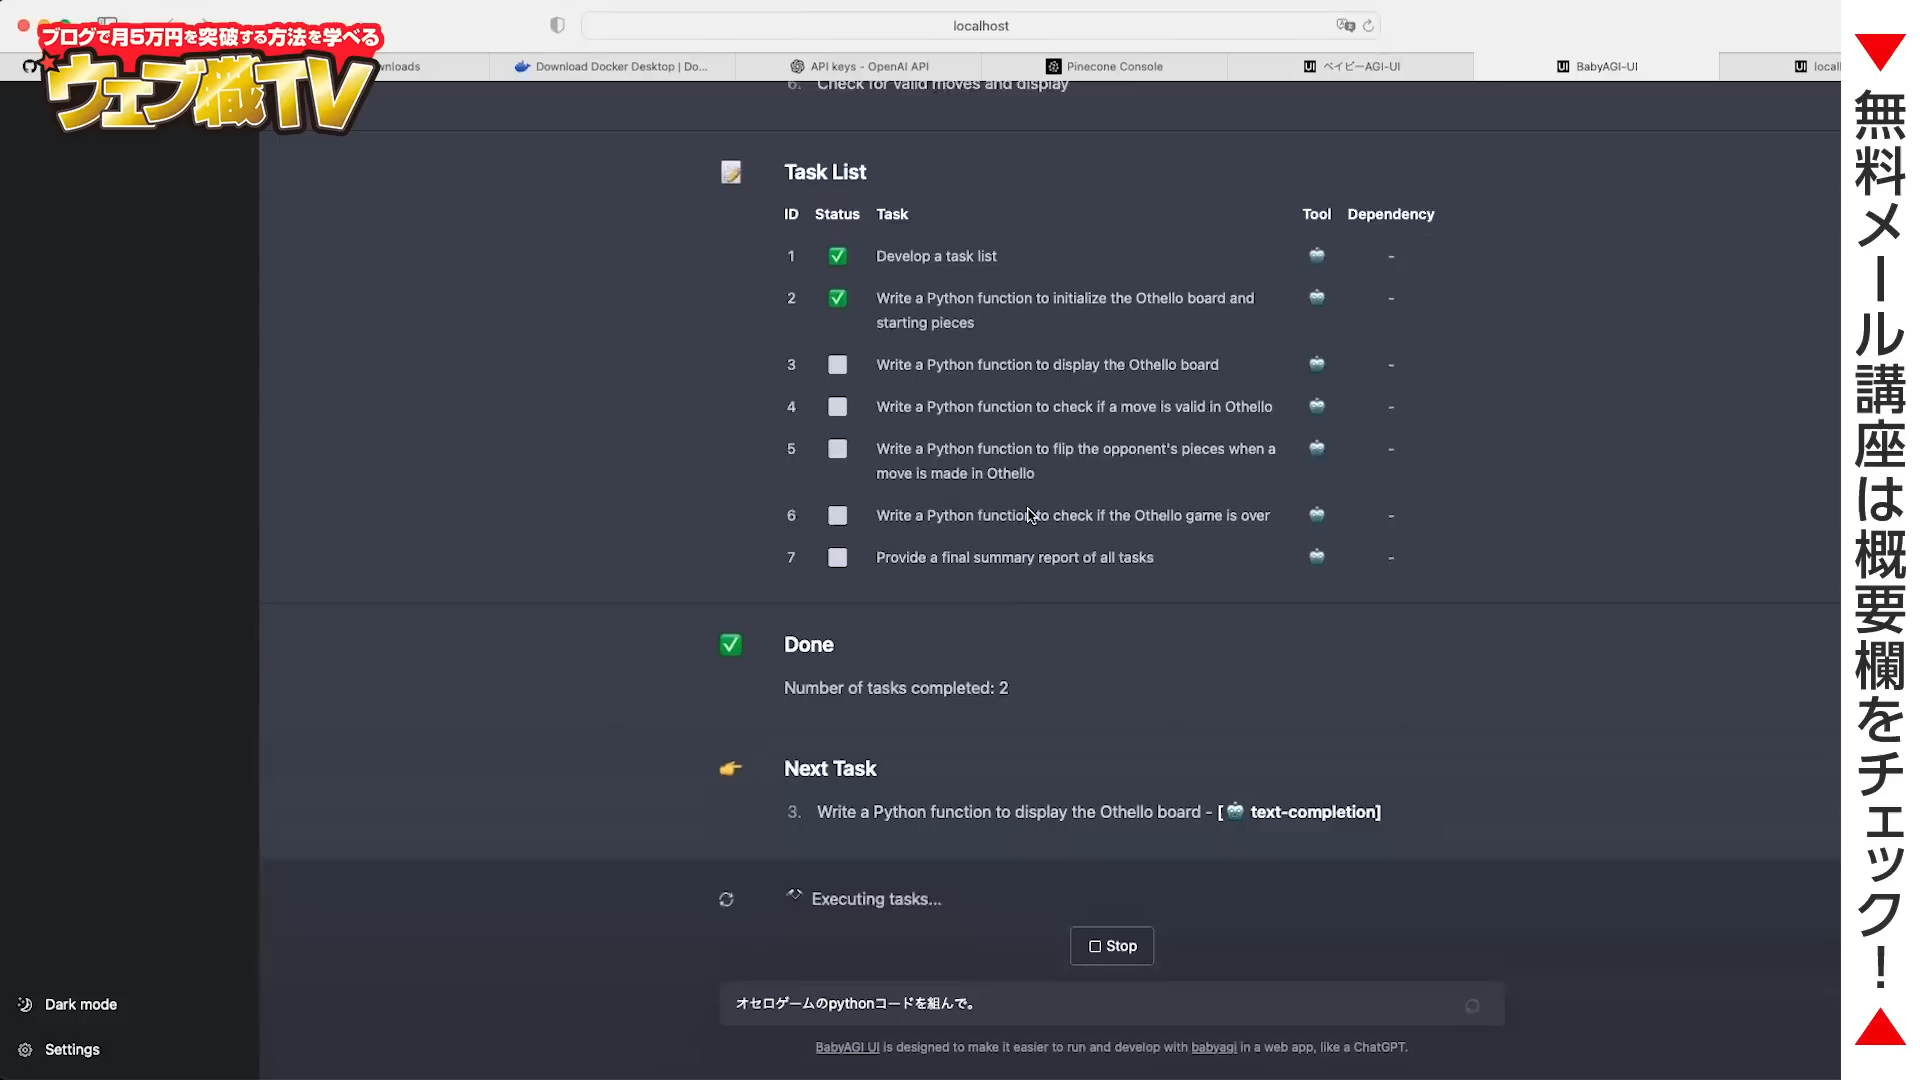 localhost
ブログで月5万円を突破する方法を学べる
ウェブ職TV
wnloads
Download Docker Desktop | Do...
API keys - OpenAI API
Pinecone Console
ベイビーAGI-UI
BabyAGI-UI
locall
6. Check for valid moves and display
Task List
ID Status Task Tool Dependency
1 Develop a task list -
2 Write a Python function to initialize the Othello board and
starting pieces -
3 Write a Python function to display the Othello board -
4 Write a Python function to check if a move is valid in Othello -
5 Write a Python function to flip the opponent's pieces when a
move is made in Othello -
6 Write a Python function to check if the Othello game is over -
7 Provide a final summary report of all tasks -
Done
Number of tasks completed: 2
Next Task
3. Write a Python function to display the Othello board - [🤖 text-completion]
Executing tasks...
Stop
オセロゲームのpythonコードを組んで。
BabyAGI UI is designed to make it easier to run and develop with babyagi in a web app, like a ChatGPT.
Dark mode
Settings
無料メール講座は概要欄をチェック！